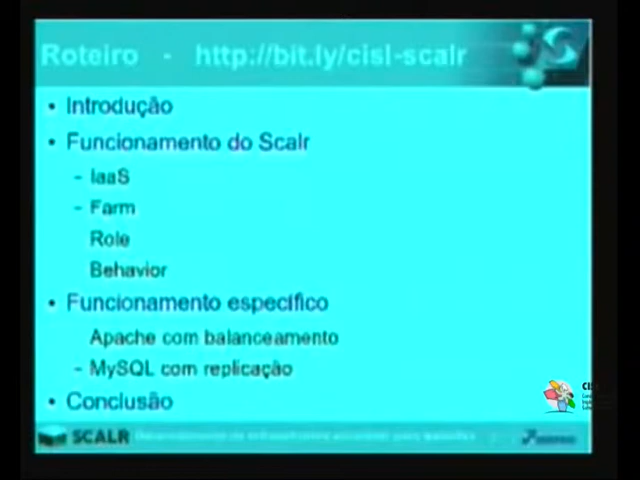 Roteiro - http://bit.ly/cisl-scalr
• Introdução
• Funcionamento do Scalr
- IaaS
- Farm
Role
Behavior
• Funcionamento específico
Apache com balanceamento
- MySQL com replicação
• Conclusão
SCALR